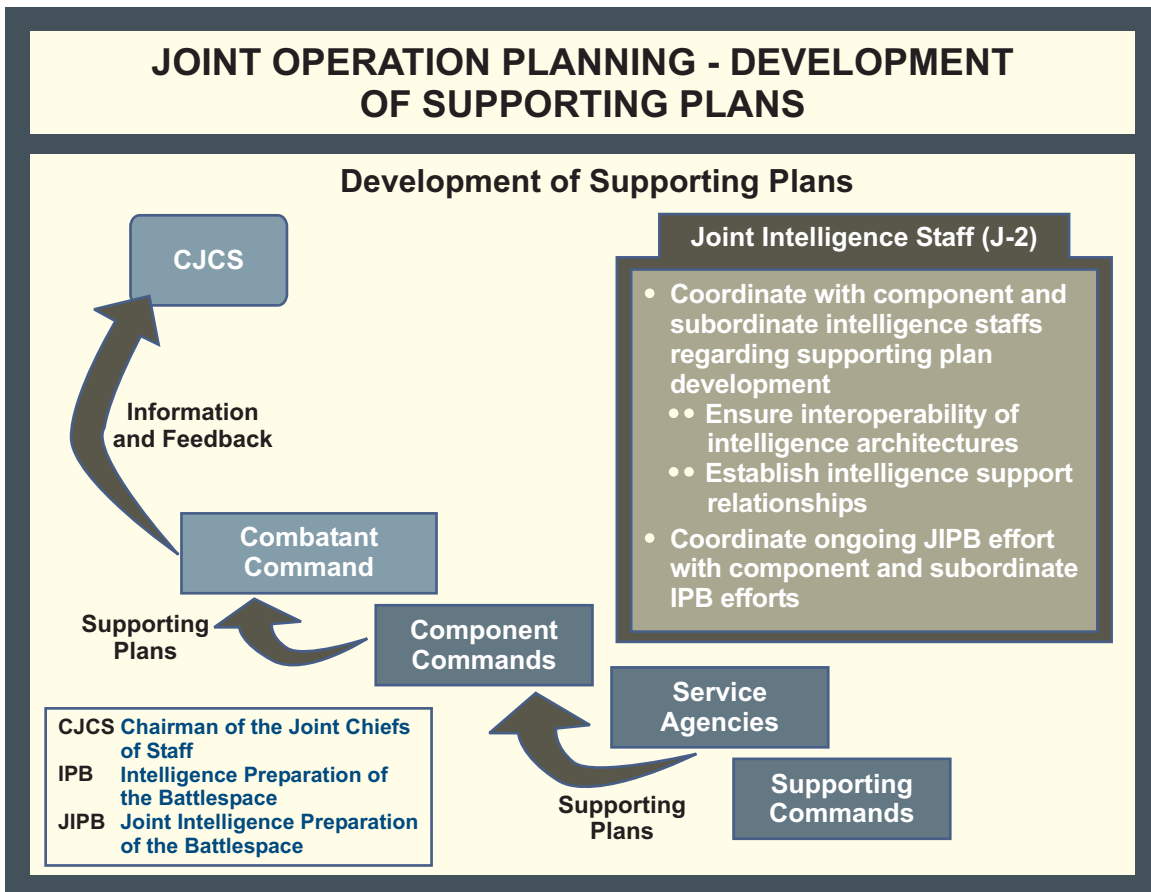 JOINT OPERATION PLANNING - DEVELOPMENT
OF SUPPORTING PLANS
Development of Supporting Plans
CJCS
Information
and Feedback
Combatant
Command
Supporting
Plans
Component
Commands
Service
Agencies
Supporting
Commands
Supporting
Plans
Joint Intelligence Staff (J-2)
• Coordinate with component and
subordinate intelligence staffs
regarding supporting plan
development
•• Ensure interoperability of
intelligence architectures
•• Establish intelligence support
relationships
• Coordinate ongoing JIPB effort
with component and subordinate
IPB efforts
CJCS Chairman of the Joint Chiefs
of Staff
IPB Intelligence Preparation of
the Battlespace
JIPB Joint Intelligence Preparation
of the Battlespace